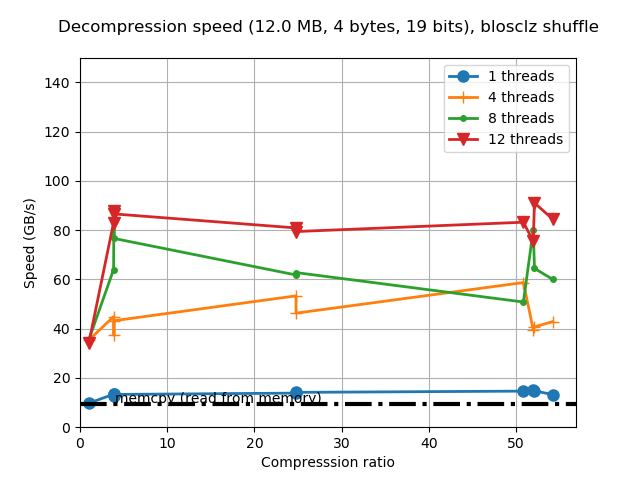 Decompression speed (12.0 MB, 4 bytes, 19 bits), blosclz shuffle
140
120
100
80
60
40
20
0
Speed (GB/s)
1 threads
4 threads
8 threads
12 threads
memcpy (read from memory)
0
10
20
30
40
50
Compresssion ratio